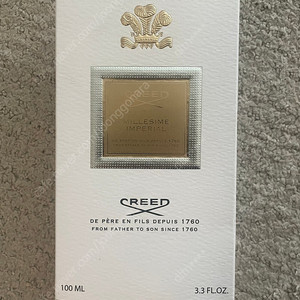 CREED
MILLESIME
IMPERIAL
CREED
DE PÈRE EN FILS DEPUIS 1760
FROM FATHER TO SON SINCE 1760
100 ML
3.3 FL.OZ.